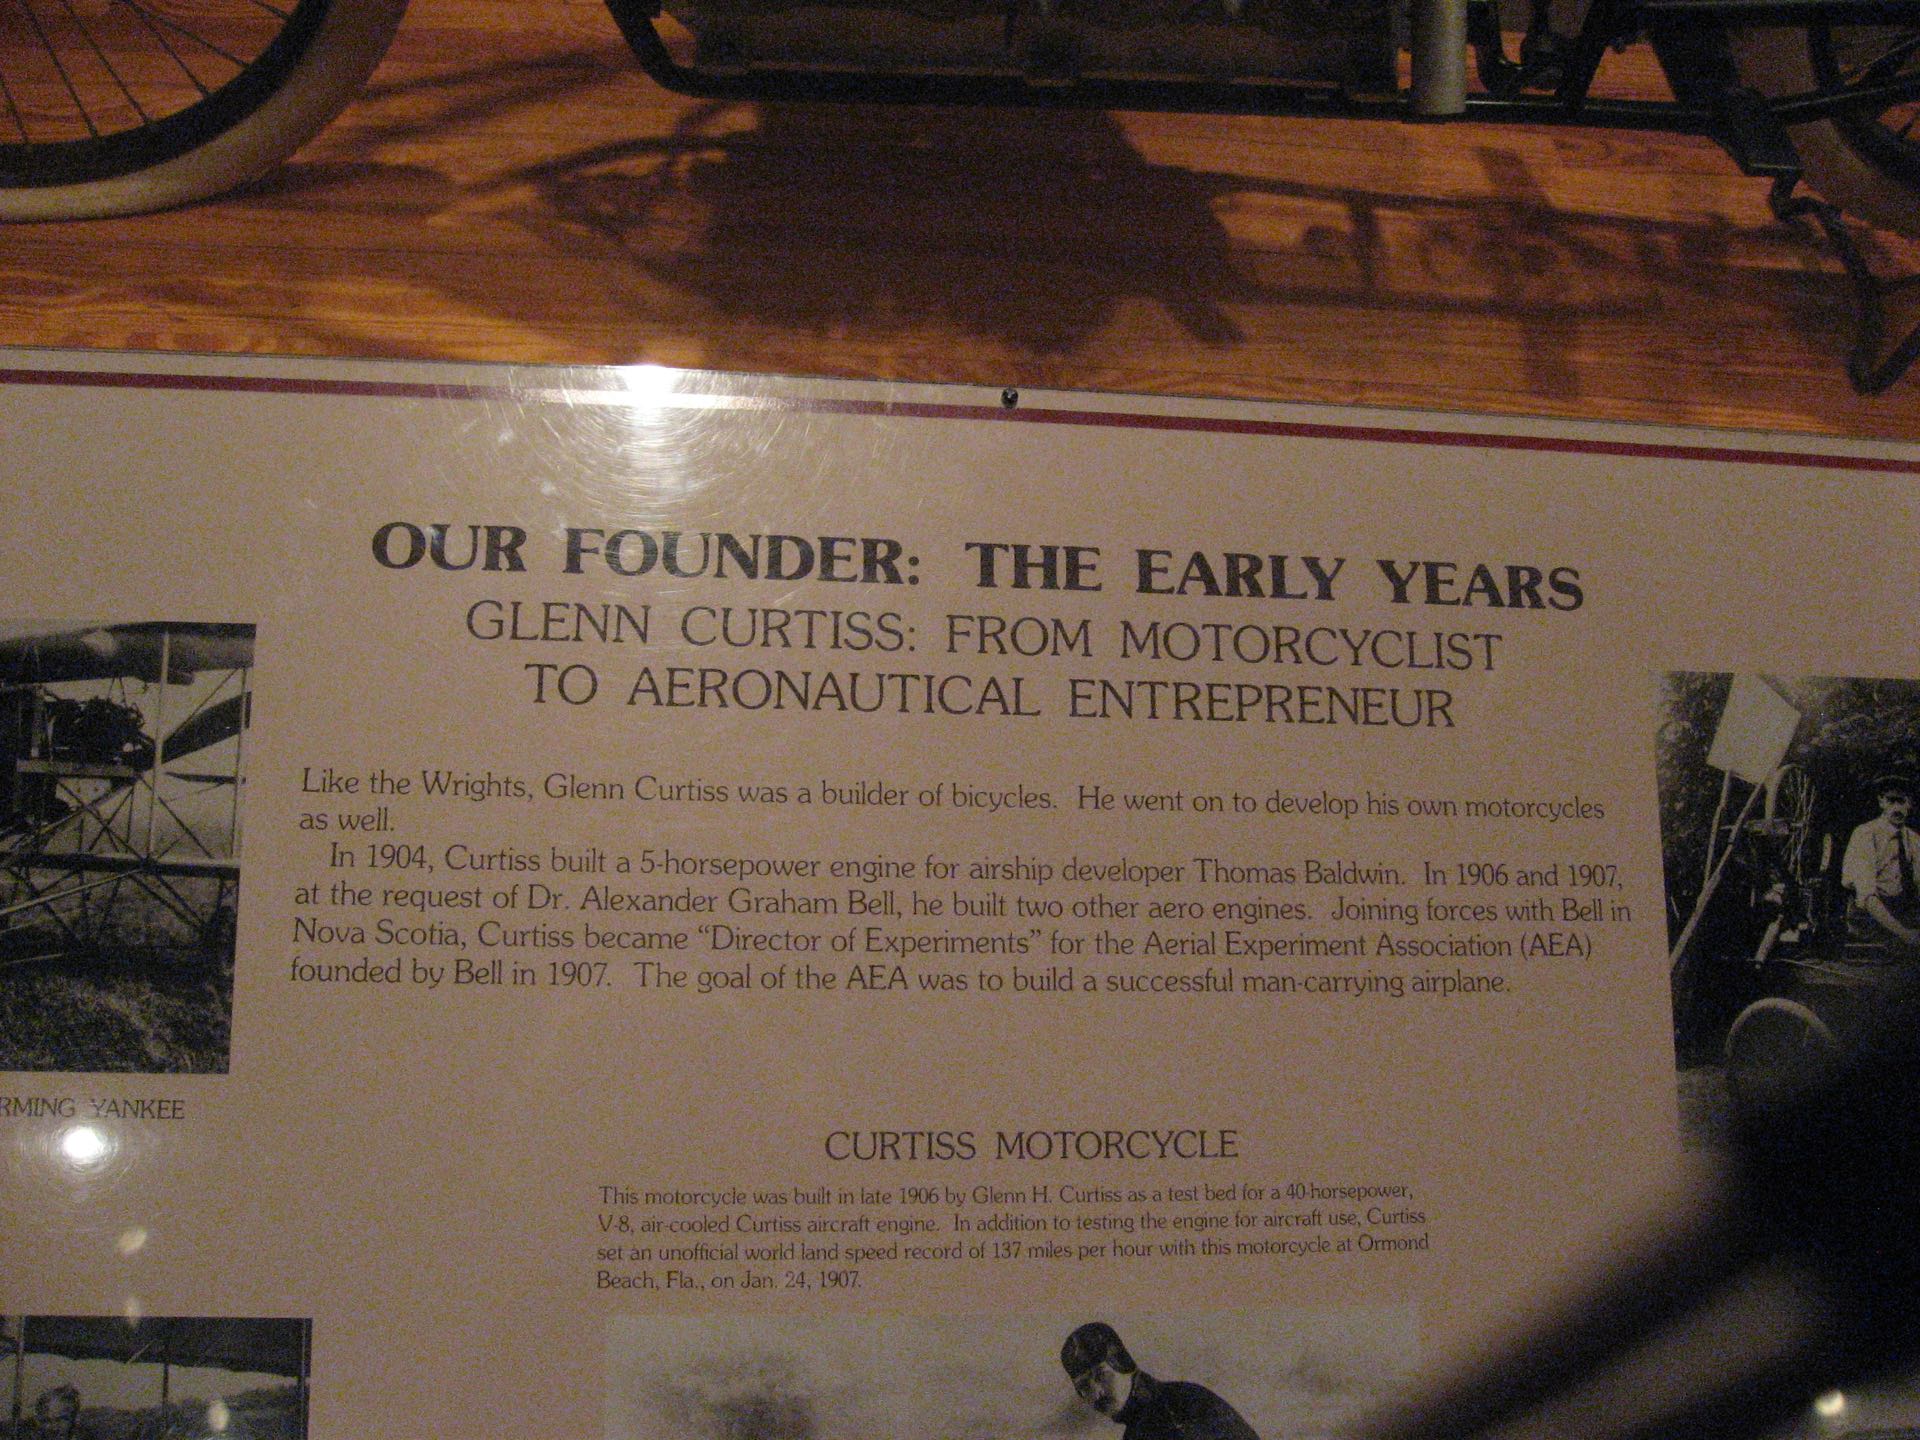 OUR FOUNDER: THE EARLY YEARS
GLENN CURTISS: FROM MOTORCYCLIST
TO AERONAUTICAL ENTREPRENEUR
Like the Wrights, Glenn Curtiss was a builder of bicycles. He went on to develop his own motorcycles
as well.
In 1904, Curtiss built a 5-horsepower engine for airship developer Thomas Baldwin. In 1906 and 1907,
at the request of Dr. Alexander Graham Bell, he built two other aero engines. Joining forces with Bell in
Nova Scotia, Curtiss became “Director of Experiments” for the Aerial Experiment Association (AEA)
founded by Bell in 1907. The goal of the AEA was to build a successful man-carrying airplane.
RMING YANKEE
CURTISS MOTORCYCLE
This motorcycle was built in late 1906 by Glenn H. Curtiss as a test bed for a 40-horsepower,
V-8, air-cooled Curtiss aircraft engine. In addition to testing the engine for aircraft use, Curtiss
set an unofficial world land speed record of 137 miles per hour with this motorcycle at Ormond
Beach, Fla., on Jan. 24, 1907.